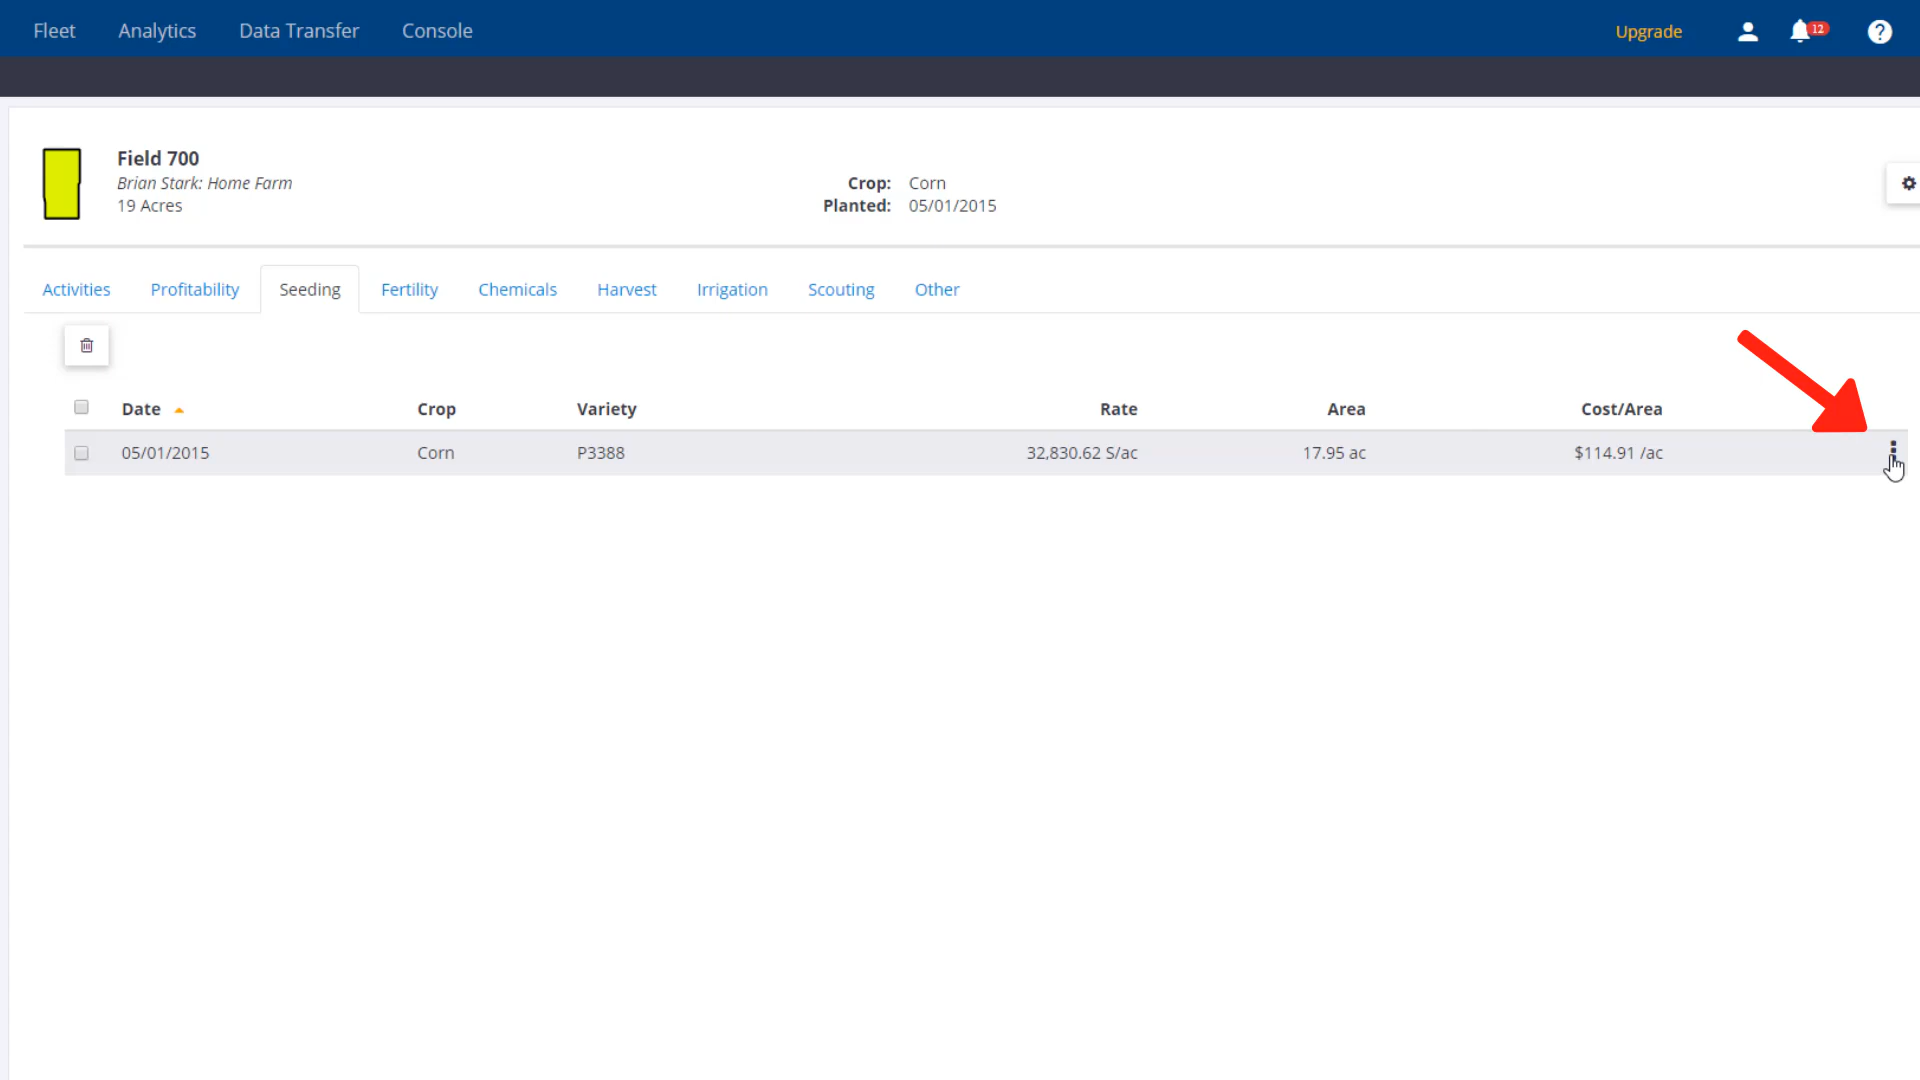 Fleet Analytics Data Transfer Console Upgrade 12 ?
Field 700
Brian Stark: Home Farm
19 Acres
Crop: Corn
Planted: 05/01/2015
Activities Profitability Seeding Fertility Chemicals Harvest Irrigation Scouting Other
Date Crop Variety Rate Area Cost/Area
05/01/2015 Corn P3388 32,830.62 S/ac 17.95 ac $114.91 /ac